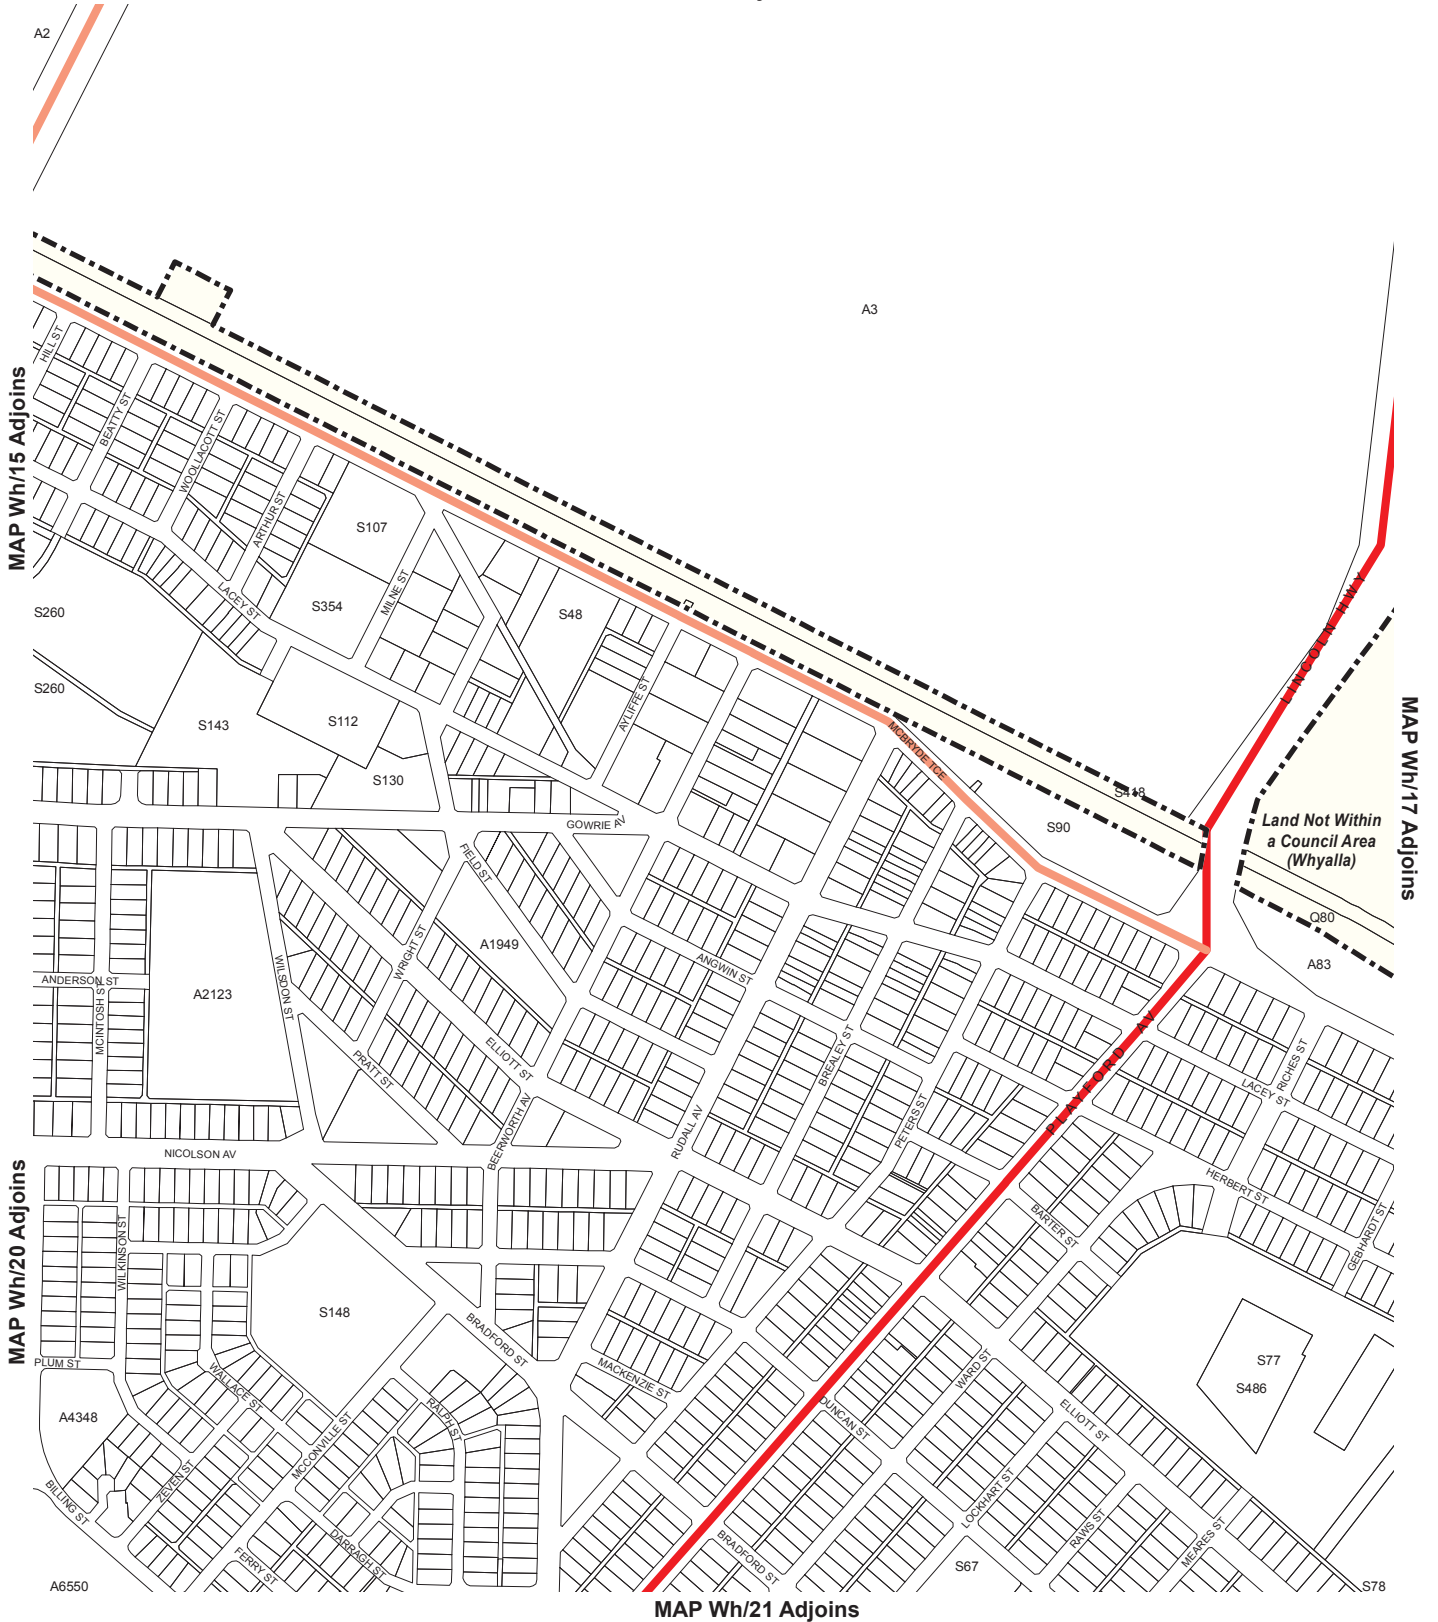 A2
A3
MAP Wh/15 Adjoins
HILL ST
BEATTY ST
WOOLLACOTT ST
ARTHUR ST
LACEY ST
S107
S354
MILNE ST
S48
AYLIFFE ST
S260
S260
S143
S112
S130
MCBRYDE TCE
LINCOLN HWY
S418
S90
GOWRIE AV
Land Not Within
a Council Area
(Whyalla)
MAP Wh/17 Adjoins
Q80
A83
FIELD ST
WRIGHT ST
A1949
ANGWIN ST
ANDERSON ST
MCINTOSH ST
A2123
WILSDON ST
PRATT ST
ELLIOTT ST
BEERWORTH AV
RUDALL AV
BREALEY ST
PETERS ST
PLAYFORD AV
RICHES ST
LACEY ST
HERBERT ST
GEBHARDT ST
BARTER ST
NICOLSON AV
MAP Wh/20 Adjoins
WILKINSON ST
S148
BRADFORD ST
MACKENZIE ST
PLUM ST
WALLACE ST
A4348
ZEVEN ST
MCCONVILLE ST
RALPH ST
BILLING ST
FERRY ST
DARRAGH ST
A6550
DUNCAN ST
WARD ST
ELLIOTT ST
S77
S486
LOCKHART ST
RAWS ST
MEARES ST
BRADFORD ST
S67
S78
MAP Wh/21 Adjoins